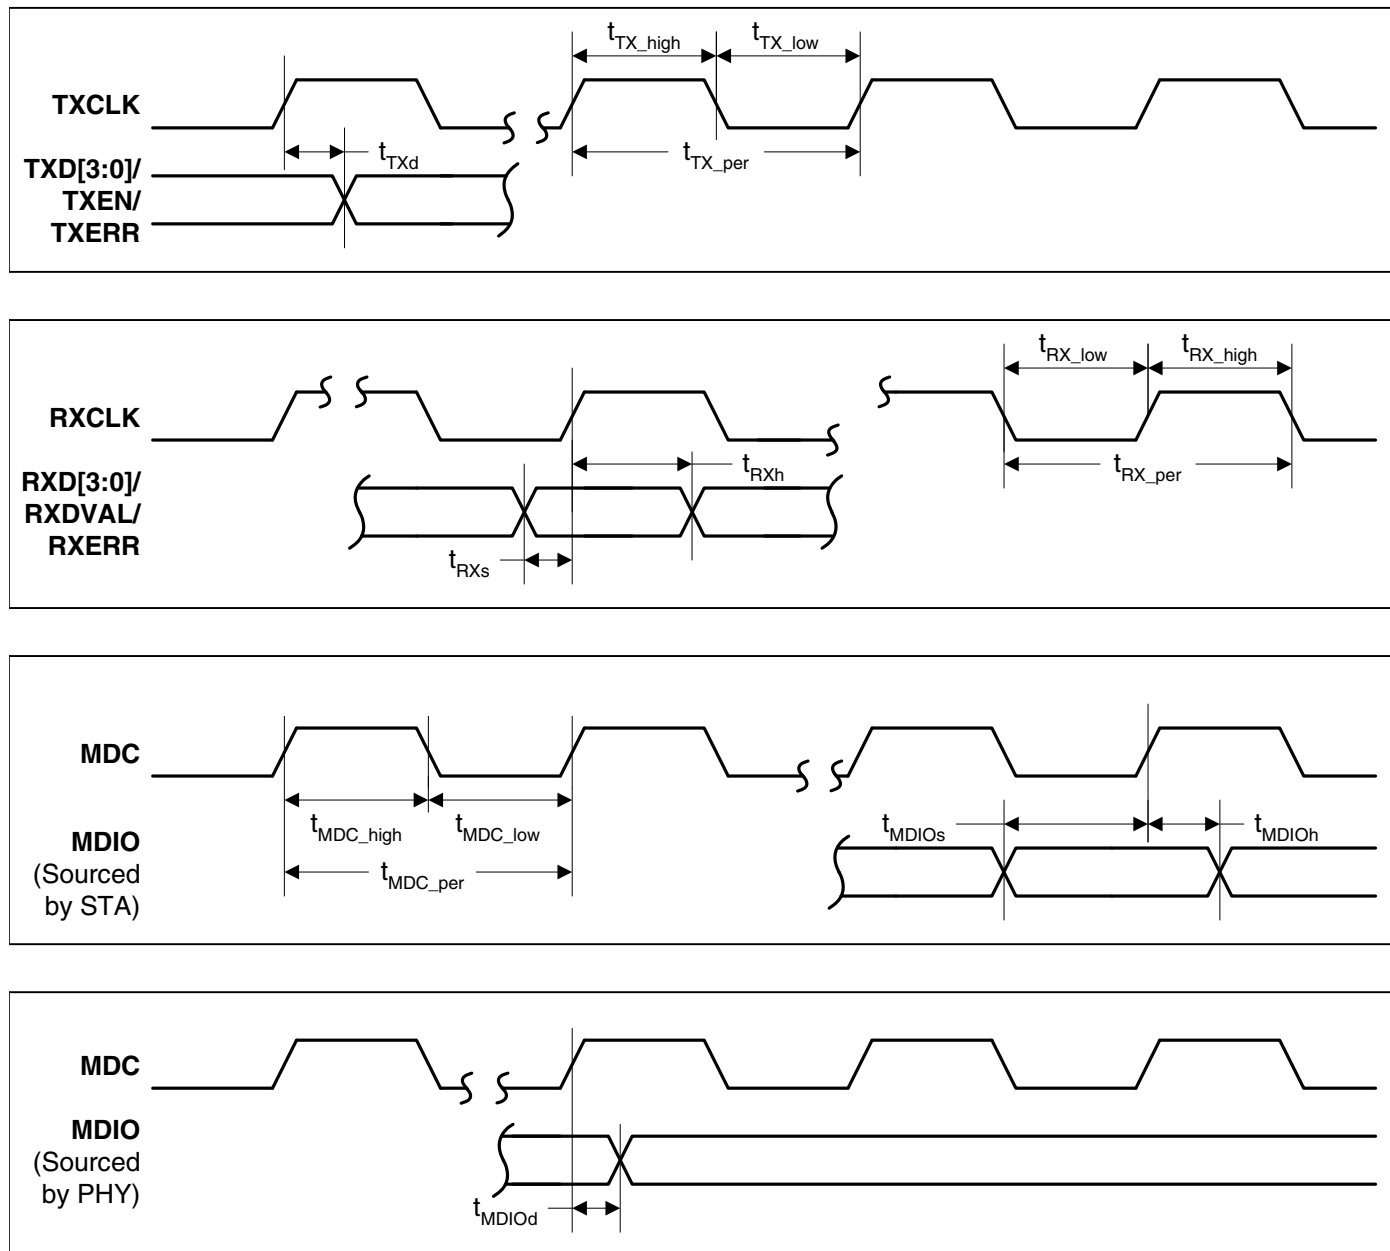 t_TX_high t_TX_low
TXCLK
t_TXd t_TX_per
TXD[3:0]/
TXEN/
TXERR
t_RX_low t_RX_high
RXCLK
t_RXh t_RX_per
RXD[3:0]/
RXDVAL/
RXERR
t_RXs
MDC
t_MDC_high t_MDC_low t_MDIOs t_MDIOh
MDIO
(Sourced
by STA)
t_MDC_per
MDC
MDIO
(Sourced
by PHY)
t_MDIOd